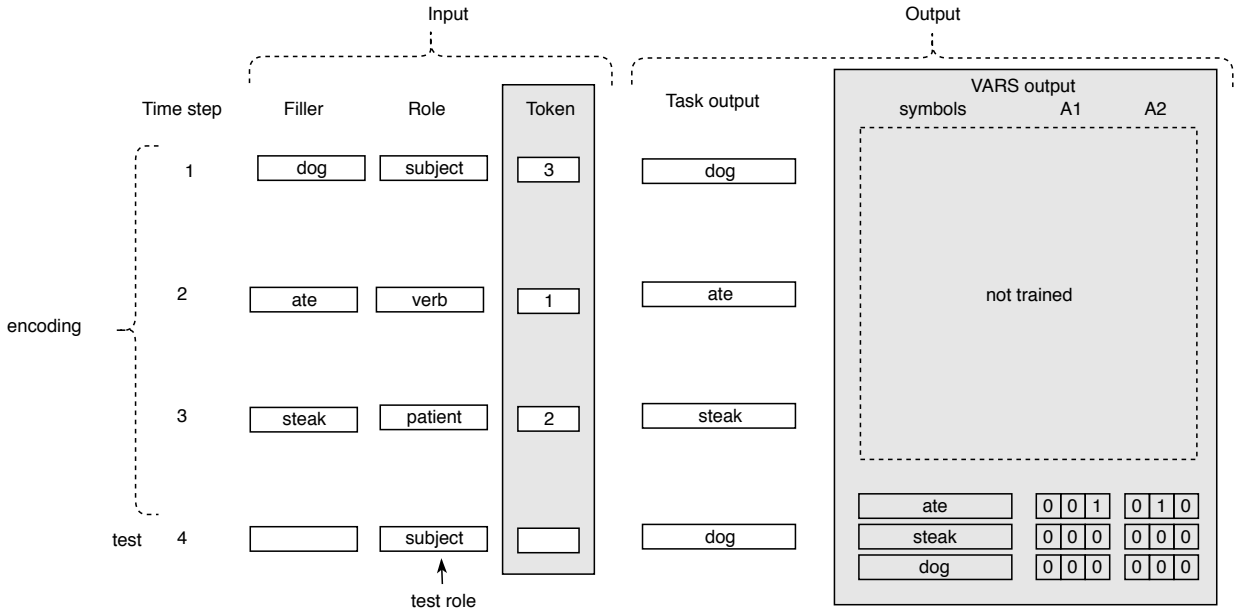 Input
Output
VARS output
Time step
Filler
Role
Token
Task output
symbols
A1
A2
1
dog
subject
3
dog
2
ate
verb
1
ate
not trained
encoding
3
steak
patient
2
steak
ate
0 0 1
0 1 0
test
4
subject
dog
steak
0 0 0
0 0 0
dog
0 0 0
0 0 0
test role